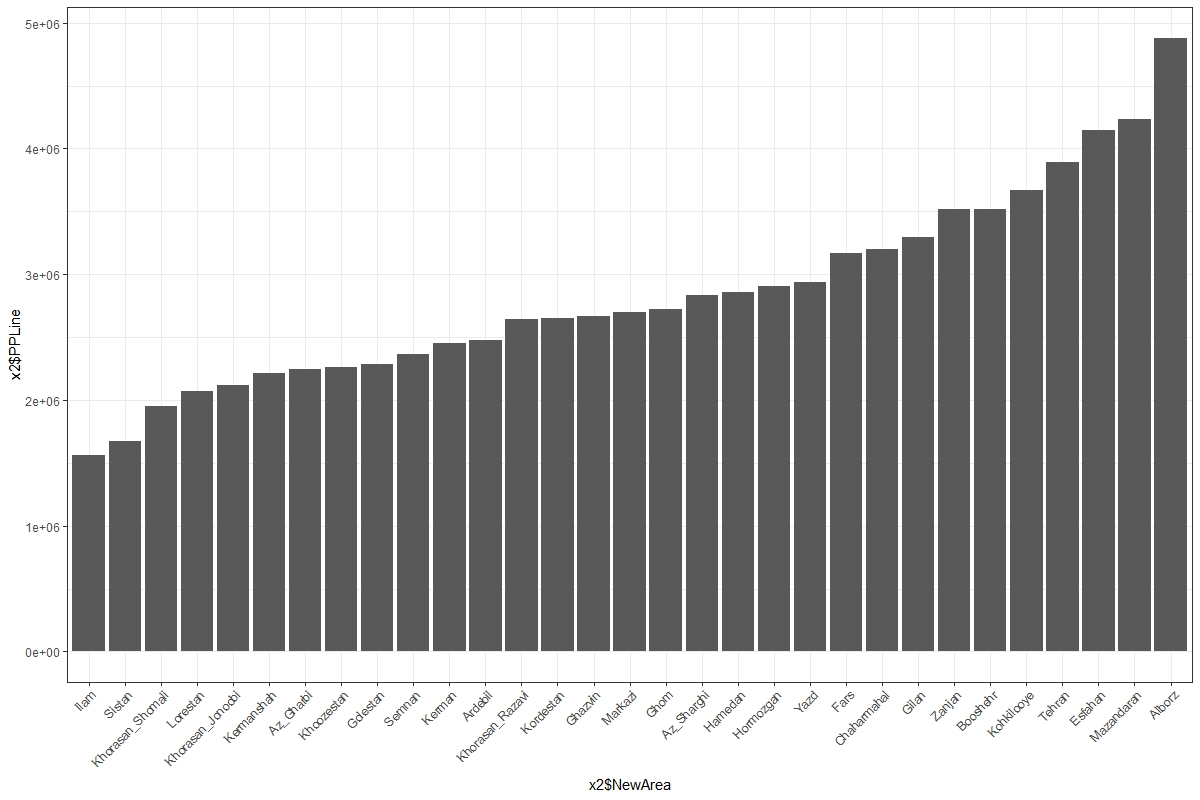 5e+06
4e+06
3e+06
2e+06
1e+06
0e+00
x2$PPLine
Ilam
Sistan
Khorasan_Shomali
Lorestan
Khorasan_Jonoobi
Kermanshah
Az_Gharbi
Khoozestan
Golestan
Semnan
Kerman
Ardebil
Khorasan_Razavi
Kordestan
Ghazvin
MarKazi
Ghom
Az_Sharghi
Hamedan
Hormozgan
Yazd
Fars
Chaharmahal
Gilan
Zanjan
Booshehr
Kohkilooye
Tehran
Esfahan
Mazandaran
Alborz
x2$NewArea